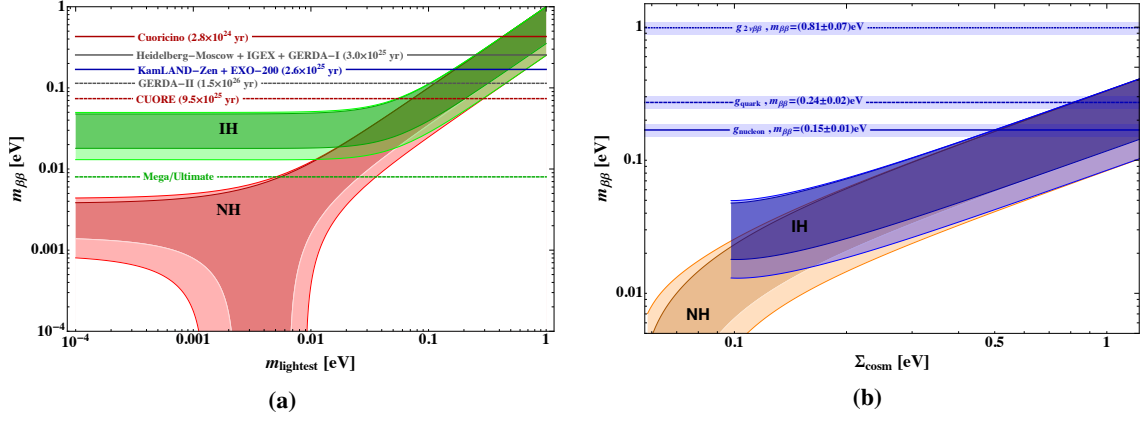 1
0.1
0.01
0.001
10⁻⁴
m_ββ [eV]
Cuoricino (2.8×10²⁴ yr)
Heidelberg-Moscow + IGEX + GERDA-I (3.0×10²⁵ yr)
KamLAND-Zen + EXO-200 (2.6×10²⁵ yr)
GERDA-II (1.5×10²⁶ yr)
CUORE (9.5×10²⁵ yr)
IH
Mega/Ultimate
NH
10⁻⁴ 0.001 0.01 0.1 1
m_lightest [eV]
(a)
1
0.1
0.01
m_ββ [eV]
g_2νββ , m_ββ=(0.81±0.07)eV
g_quark , m_ββ=(0.24±0.02)eV
g_nucleon , m_ββ=(0.15±0.01)eV
IH
NH
0.1 0.5 1
Σ_cosm [eV]
(b)